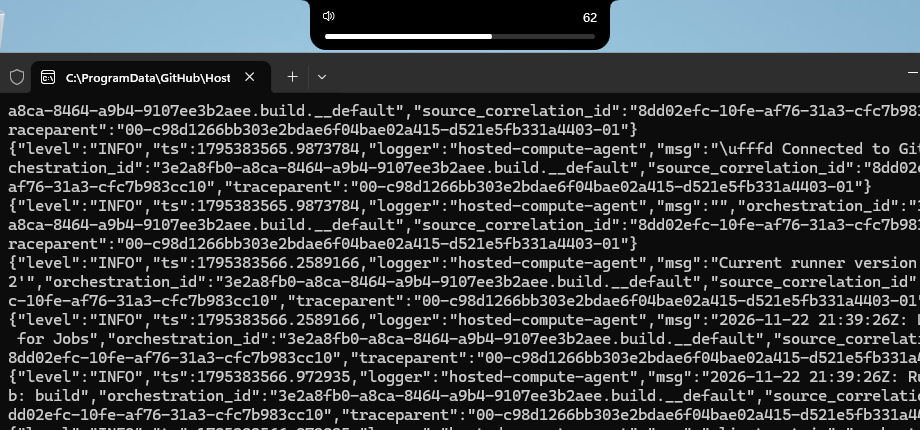 62
C:\ProgramData\GitHub\Host
a8ca-8464-a9b4-9107ee3b2aee.build.__default","source_correlation_id":"8dd02efc-10fe-af76-31a3-cfc7b983
raceparent":"00-c98d1266bb303e2bdae6f04bae02a415-d521e5fb331a4403-01"}
{"level":"INFO","ts":1795383565.9873784,"logger":"hosted-compute-agent","msg":"\ufffd Connected to Git
chestration_id":"3e2a8fb0-a8ca-8464-a9b4-9107ee3b2aee.build.__default","source_correlation_id":"8dd02
af76-31a3-cfc7b983cc10","traceparent":"00-c98d1266bb303e2bdae6f04bae02a415-d521e5fb331a4403-01"}
{"level":"INFO","ts":1795383565.9873784,"logger":"hosted-compute-agent","msg":"","orchestration_id":"
a8ca-8464-a9b4-9107ee3b2aee.build.__default","source_correlation_id":"8dd02efc-10fe-af76-31a3-cfc7b983
raceparent":"00-c98d1266bb303e2bdae6f04bae02a415-d521e5fb331a4403-01"}
{"level":"INFO","ts":1795383566.2589166,"logger":"hosted-compute-agent","msg":"Current runner version
2'","orchestration_id":"3e2a8fb0-a8ca-8464-a9b4-9107ee3b2aee.build.__default","source_correlation_id"
c-10fe-af76-31a3-cfc7b983cc10","traceparent":"00-c98d1266bb303e2bdae6f04bae02a415-d521e5fb331a4403-01"
{"level":"INFO","ts":1795383566.2589166,"logger":"hosted-compute-agent","msg":"2026-11-22 21:39:26Z:
for Jobs","orchestration_id":"3e2a8fb0-a8ca-8464-a9b4-9107ee3b2aee.build.__default","source_correlati
8dd02efc-10fe-af76-31a3-cfc7b983cc10","traceparent":"00-c98d1266bb303e2bdae6f04bae02a415-d521e5fb331a4
{"level":"INFO","ts":1795383566.972935,"logger":"hosted-compute-agent","msg":"2026-11-22 21:39:26Z: Ru
b: build","orchestration_id":"3e2a8fb0-a8ca-8464-a9b4-9107ee3b2aee.build.__default","source_correlatio
dd02efc-10fe-af76-31a3-cfc7b983cc10","traceparent":"00-c98d1266bb303e2bdae6f04bae02a415-d521e5fb331a44